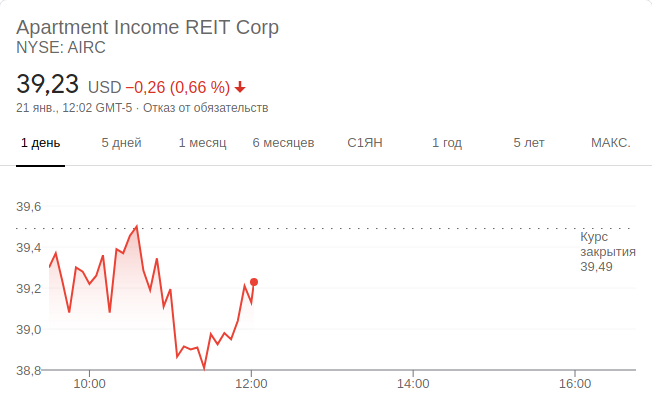 Apartment Income REIT Corp
NYSE: AIRC
39,23 USD −0,26 (0,66 %)
21 янв., 12:02 GMT-5 · Отказ от обязательств
1 день 5 дней 1 месяц 6 месяцев С1ЯН 1 год 5 лет МАКС.
39,6
39,4
39,2
39,0
38,8
Курс
закрытия
39,49
10:00 12:00 14:00 16:00